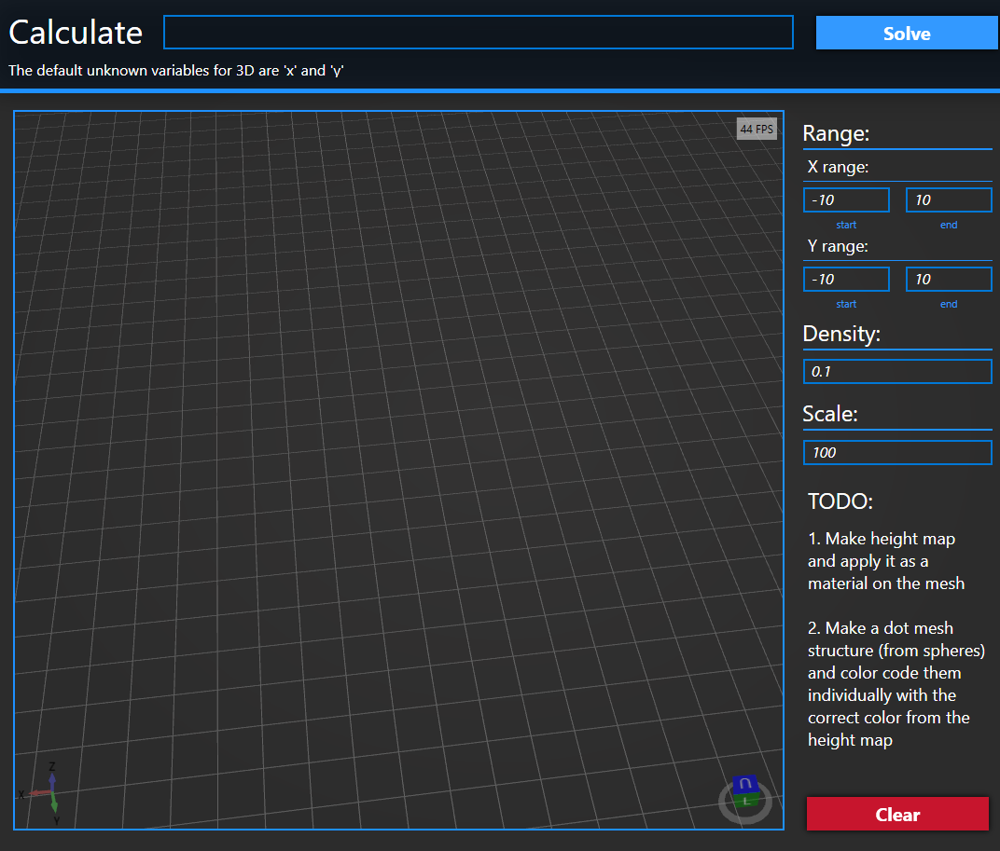 Calculate
Solve
The default unknown variables for 3D are 'x' and 'y'
44 FPS
Range:
X range:
-10 10
start end
Y range:
-10 10
start end
Density:
0.1
Scale:
100
TODO:
1. Make height map
and apply it as a
material on the mesh
2. Make a dot mesh
structure (from spheres)
and color code them
individually with the
correct color from the
height map
Z
X
Y
U
L
Clear